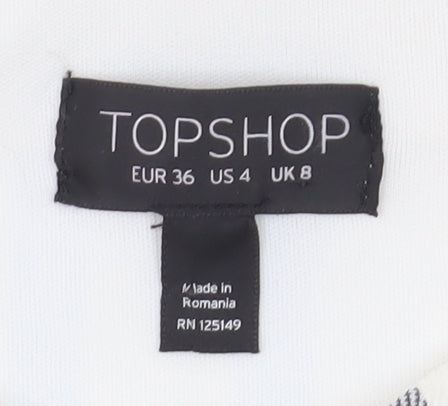 TOPSHOP
EUR 36 US 4 UK 8
Made in
Romania
RN 125149